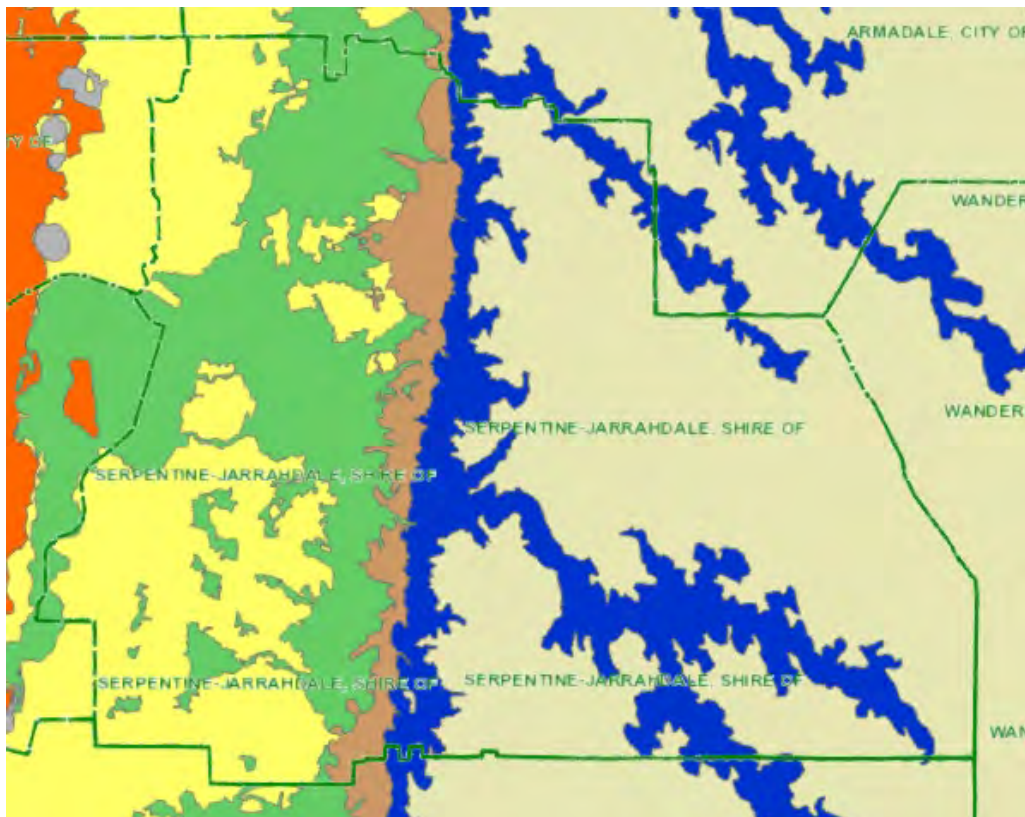 ARMADALE, CITY OF
TY OF
WANDER
WANDER
SERPENTINE-JARRAHDALE, SHIRE OF
SERPENTINE-JARRAHDALE, SHIRE OF
SERPENTINE-JARRAHDALE, SHIRE OF
SERPENTINE-JARRAHDALE, SHIRE OF
WAN